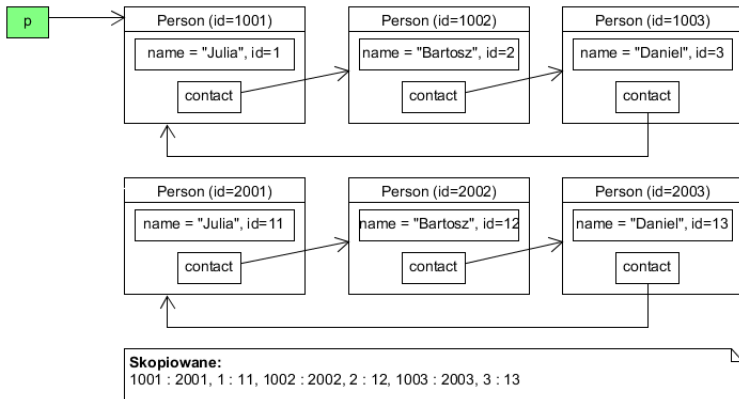 p
Person (id=1001)
Person (id=1002)
Person (id=1003)
name = "Julia", id=1
name = "Bartosz", id=2
name = "Daniel", id=3
contact
contact
contact
Person (id=2001)
Person (id=2002)
Person (id=2003)
name = "Julia", id=11
name = "Bartosz", id=12
name = "Daniel", id=13
contact
contact
contact
Skopiowane:
1001 : 2001, 1 : 11, 1002 : 2002, 2 : 12, 1003 : 2003, 3 : 13